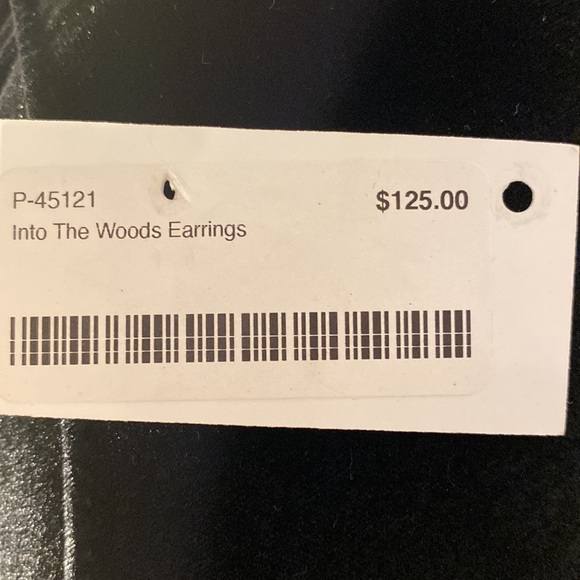 P-45121 $125.00
Into The Woods Earrings